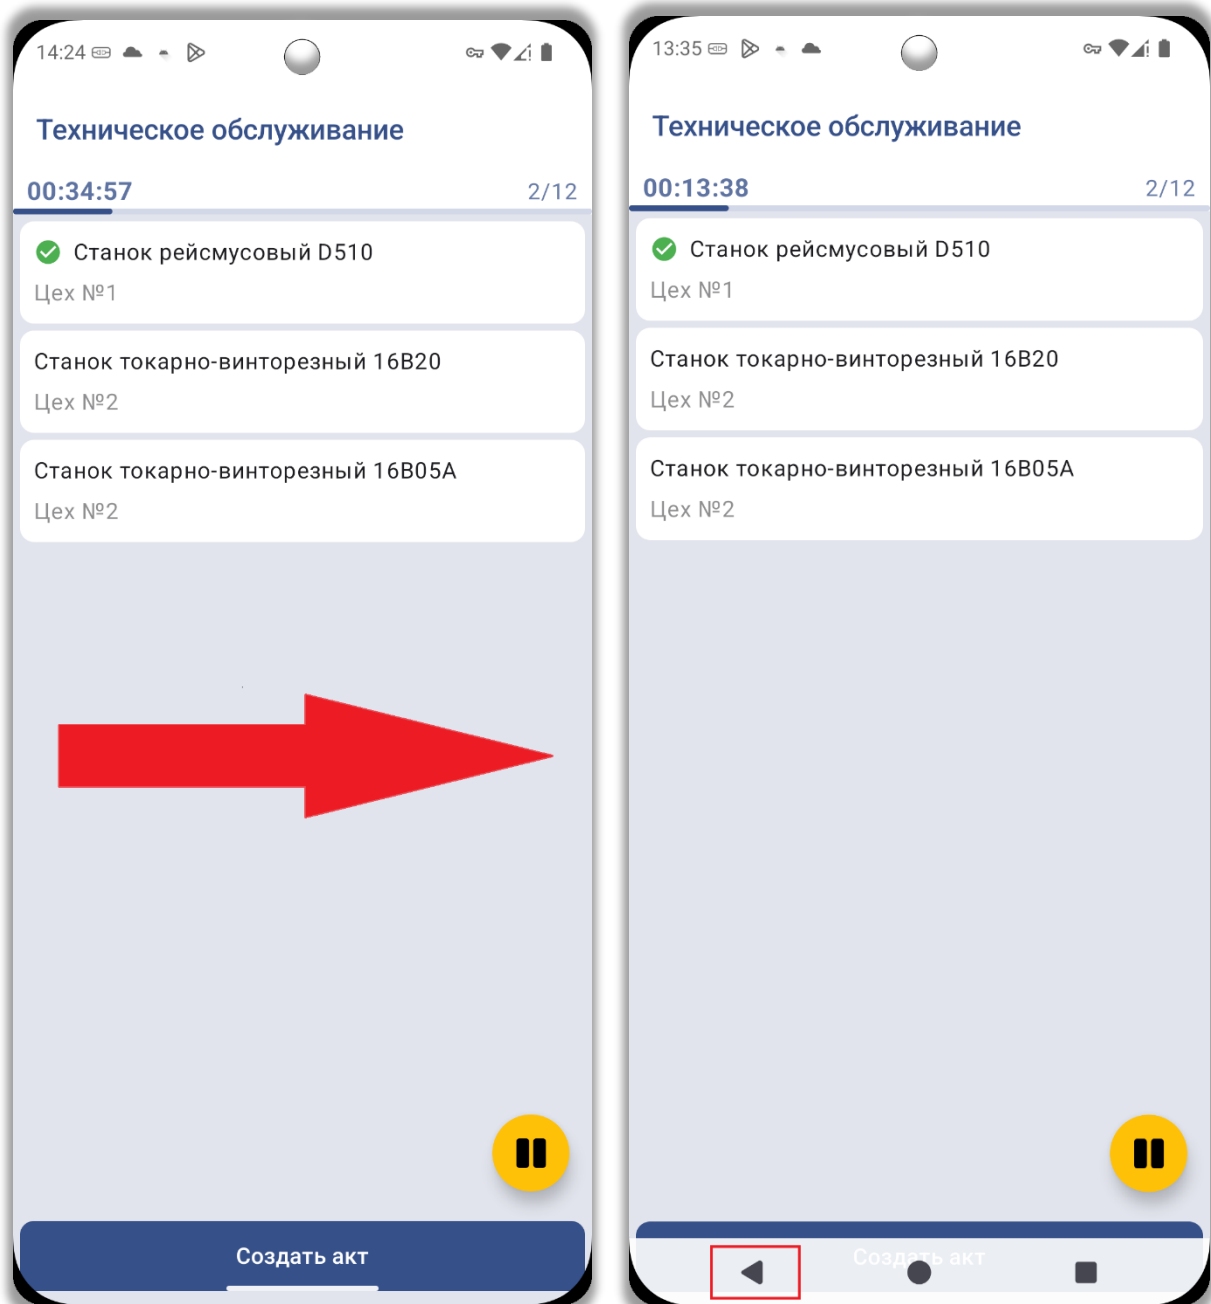 14:24
Техническое обслуживание
00:34:57
2/12
Станок рейсмусовый D510
Цех №1
Станок токарно-винторезный 16В20
Цех №2
Станок токарно-винторезный 16В05А
Цех №2
Создать акт
13:35
Техническое обслуживание
00:13:38
2/12
Станок рейсмусовый D510
Цех №1
Станок токарно-винторезный 16В20
Цех №2
Станок токарно-винторезный 16В05А
Цех №2
Создать акт